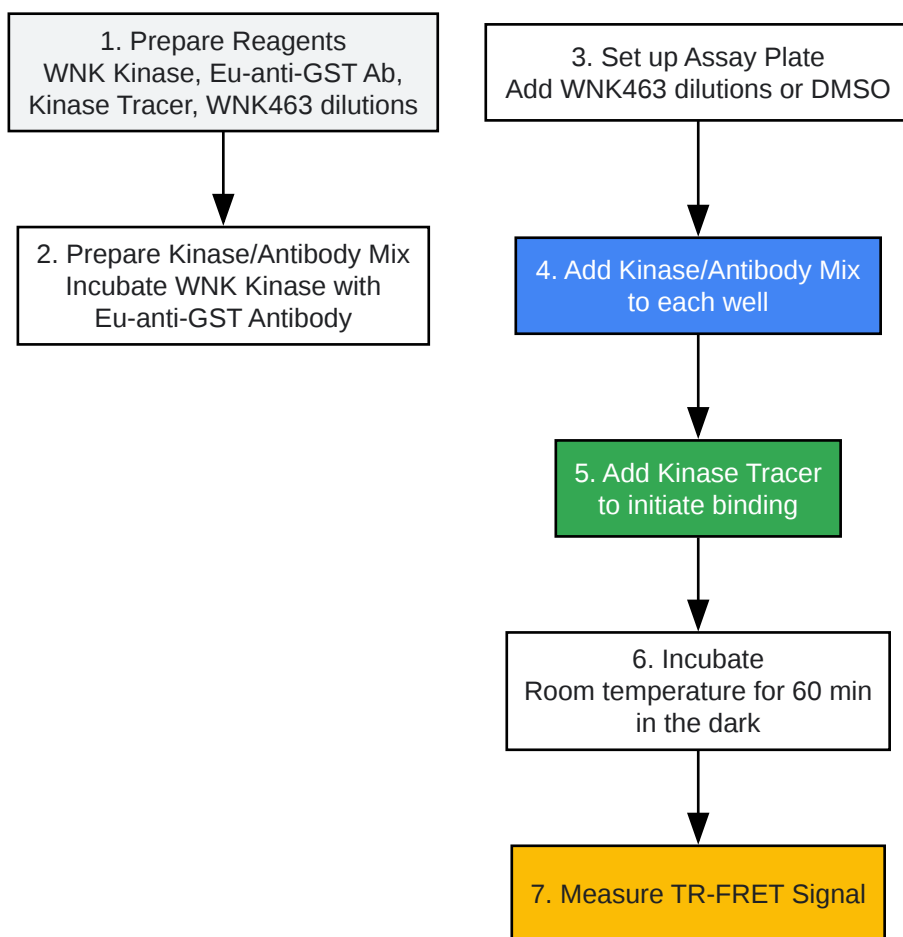 1. Prepare Reagents
WNK Kinase, Eu-anti-GST Ab,
Kinase Tracer, WNK463 dilutions
2. Prepare Kinase/Antibody Mix
Incubate WNK Kinase with
Eu-anti-GST Antibody
3. Set up Assay Plate
Add WNK463 dilutions or DMSO
4. Add Kinase/Antibody Mix
to each well
5. Add Kinase Tracer
to initiate binding
6. Incubate
Room temperature for 60 min
in the dark
7. Measure TR-FRET Signal